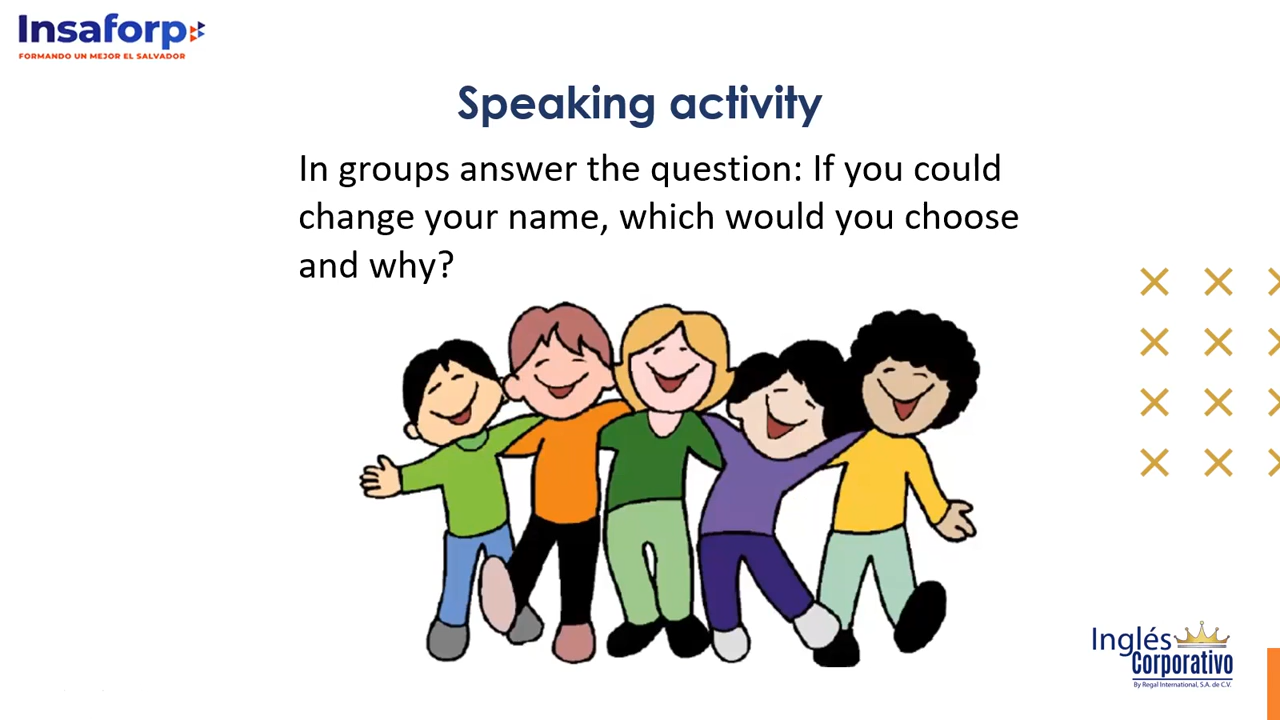 Insaforp
FORMANDO UN MEJOR EL SALVADOR
Speaking activity
In groups answer the question: If you could
change your name, which would you choose
and why?
Inglés
Corporativo
By Regal International, S.A. de C.V.